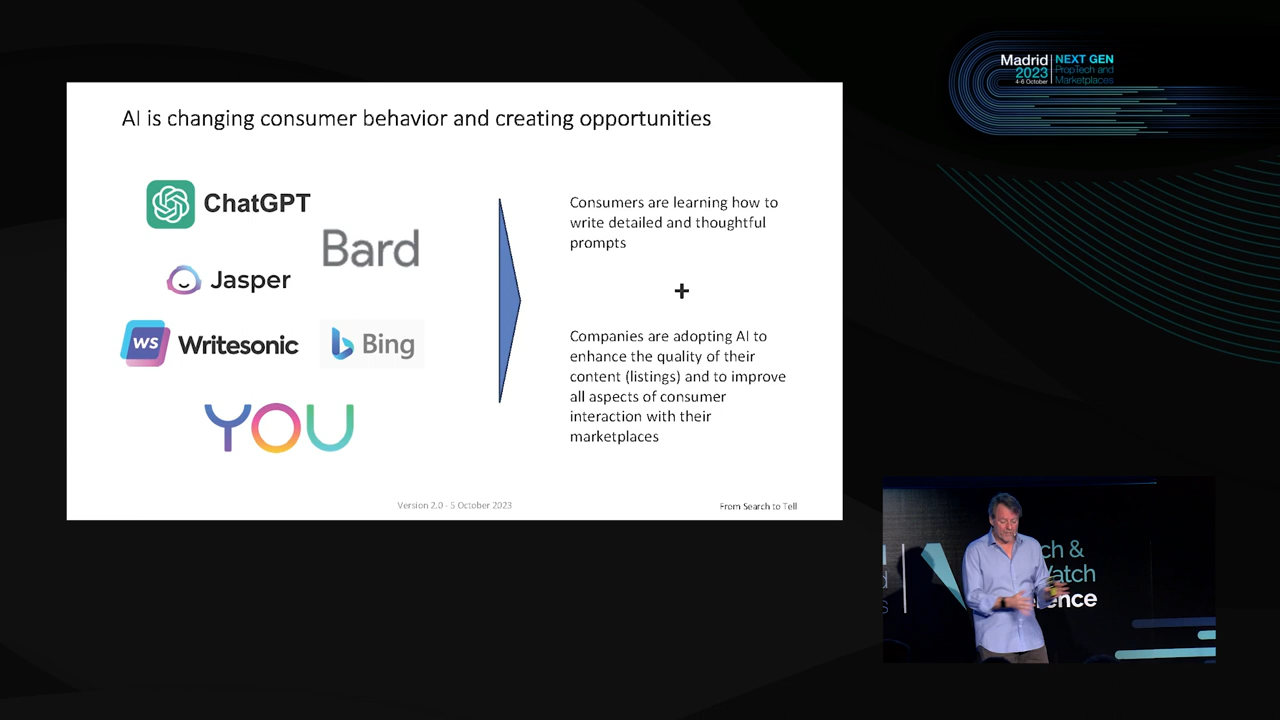 Madrid
2023
4-6 October
NEXT GEN
PropTech and
Marketplaces
AI is changing consumer behavior and creating opportunities
ChatGPT
Bard
Jasper
WS Writesonic
Bing
YOU
Consumers are learning how to
write detailed and thoughtful
prompts
+
Companies are adopting AI to
enhance the quality of their
content (listings) and to improve
all aspects of consumer
interaction with their
marketplaces
Version 2.0 - 5 October 2023
From Search to Tell
ch &
Watch
ence